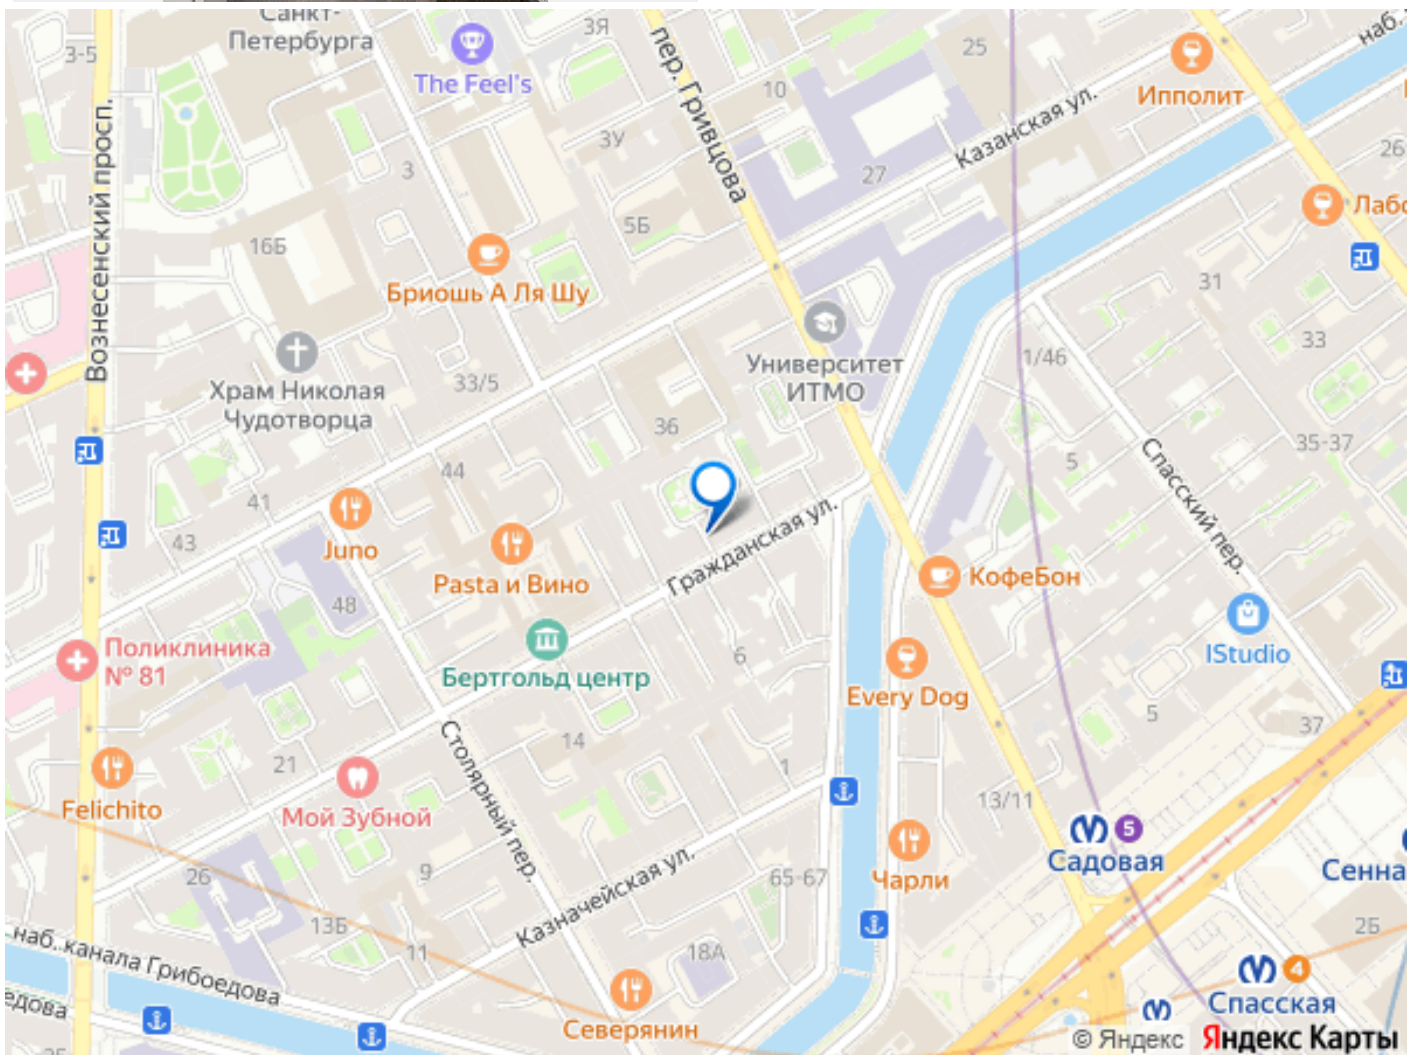 Санкт-
Петербурга
3-5
The Feel's
3Я
пер. Гривцова
25
наб.
Ипполит
10
Казанская ул.
Вознесенский просп.
3У
3
27
26
Лабо
5Б
16Б
Бриошь А Ля Шу
31
33
Университет
ИТМО
1/46
Храм Николая
Чудотворца
33/5
36
35-37
5
Спасский пер.
44
41
43
Juno
Pasta и Вино
Гражданская ул.
КофеБон
48
Поликлиника
№ 81
Бертгольд центр
6
IStudio
Every Dog
5
37
Столярный пер.
14
21
1
Felichito
Мой Зубной
13/11
5
Садовая
Сенна
Чарли
26
9
Казначейская ул.
65-67
13Б
11
2Б
наб. канала Грибоедова
18А
4
Спасская
едова
Северянин
© Яндекс Яндекс Карты